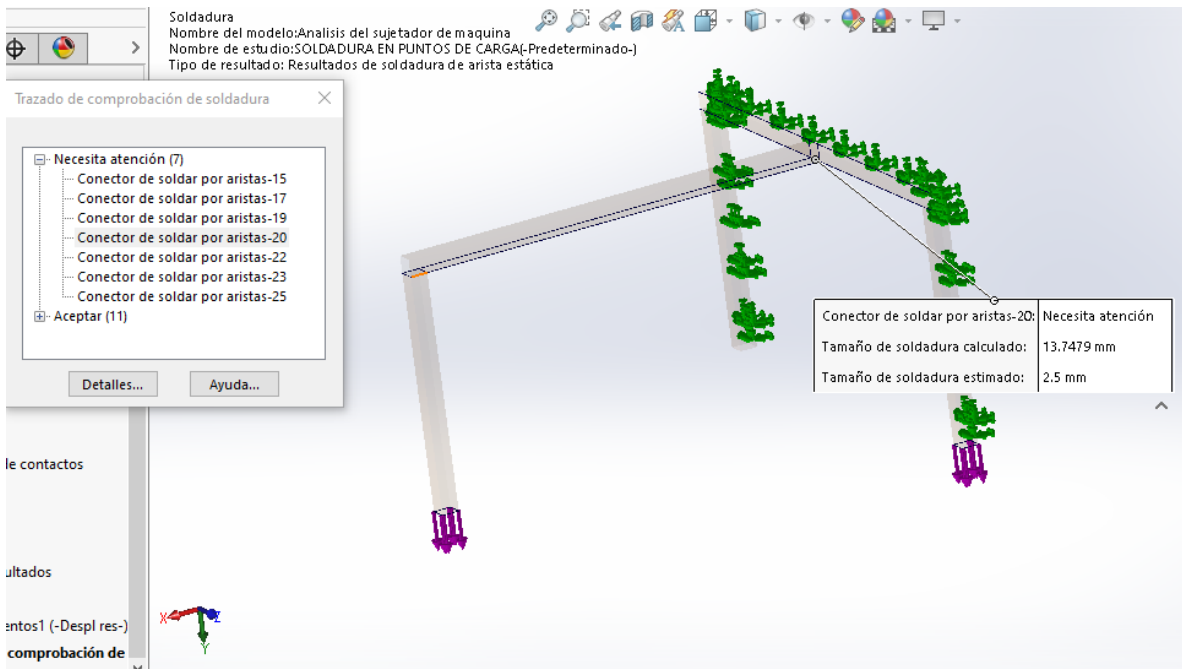 Soldadura
Nombre del modelo:Analisis del sujetador de maquina
Nombre de estudio:SOLDADURA EN PUNTOS DE CARGA(-Predeterminado-)
Tipo de resultado: Resultados de soldadura de arista estática
Trazado de comprobación de soldadura
Necesita atención (7)
Conector de soldar por aristas-15
Conector de soldar por aristas-17
Conector de soldar por aristas-19
Conector de soldar por aristas-20
Conector de soldar por aristas-22
Conector de soldar por aristas-23
Conector de soldar por aristas-25
Aceptar (11)
Detalles...
Ayuda...
Conector de soldar por aristas-20: Necesita atención
Tamaño de soldadura calculado: 13.7479 mm
Tamaño de soldadura estimado: 2.5 mm
de contactos
ultados
entos1 (-Despl res-)
comprobación de
X
Y
Z